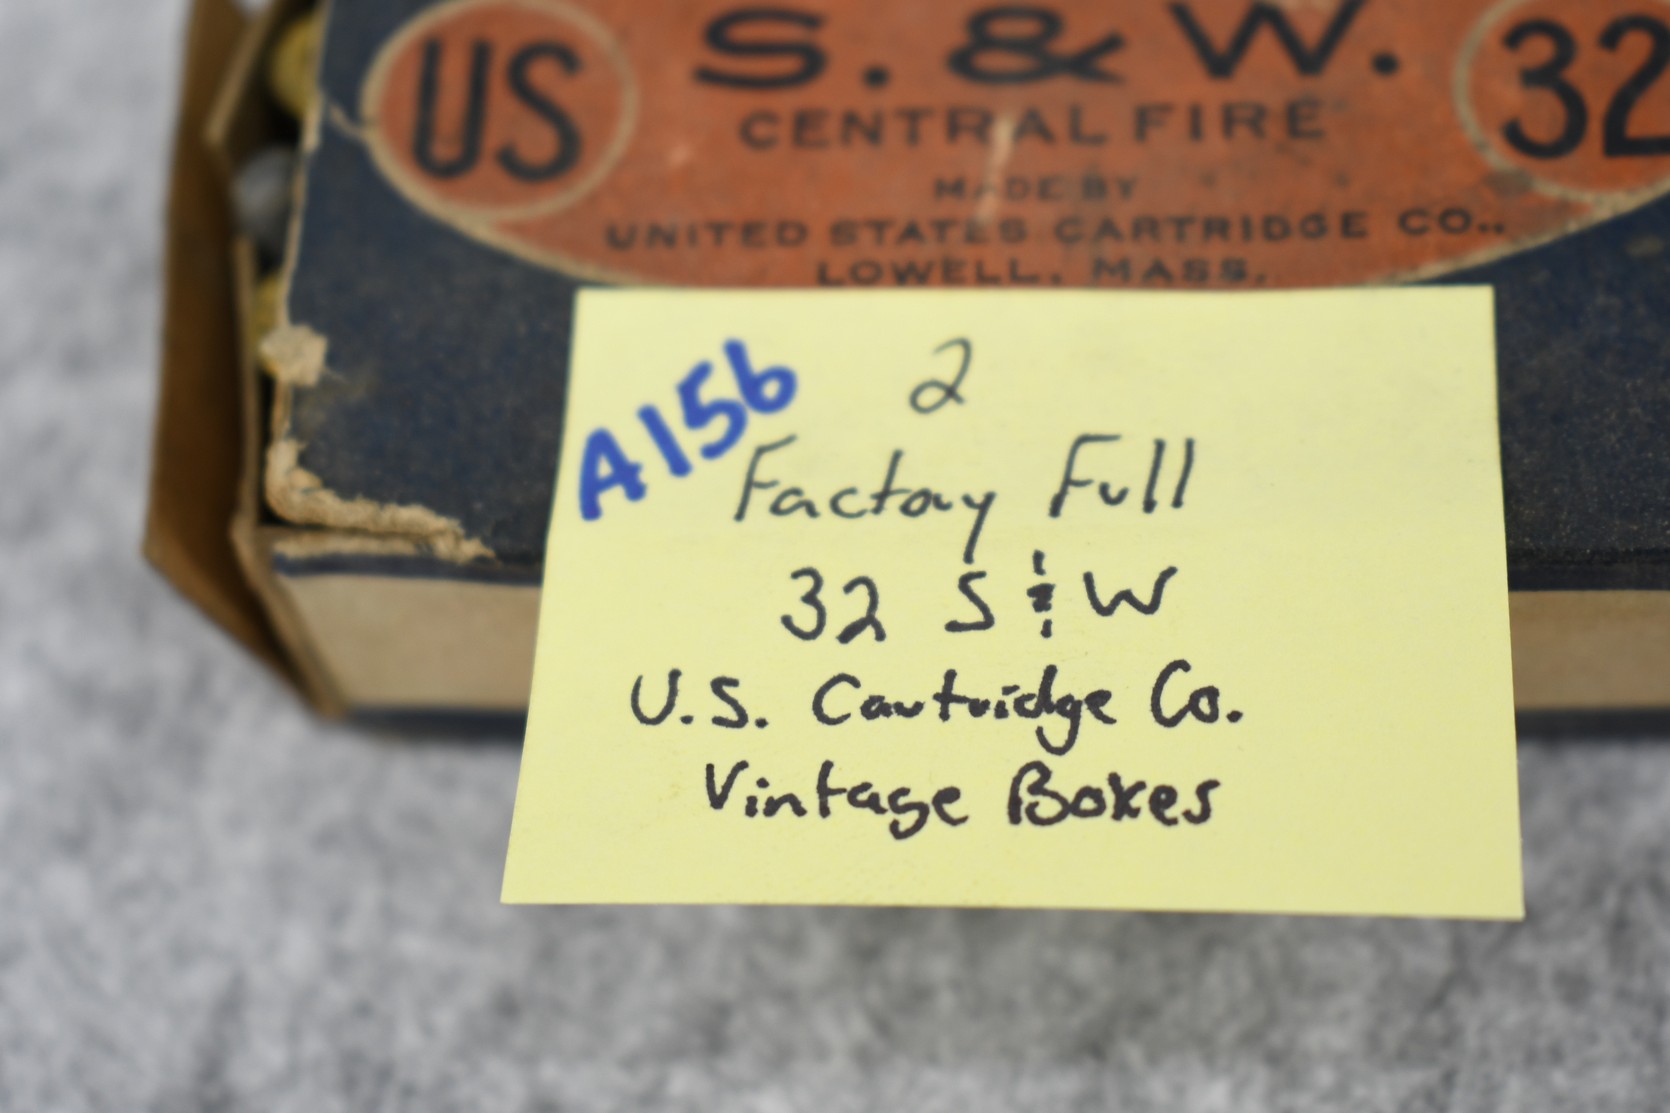 US S. & W. 32
CENTRAL FIRE
MADE BY
UNITED STATES CARTRIDGE CO.,
LOWELL, MASS.
A156
2
Factory Full
32 S & W
U.S. Cartridge Co.
Vintage Boxes